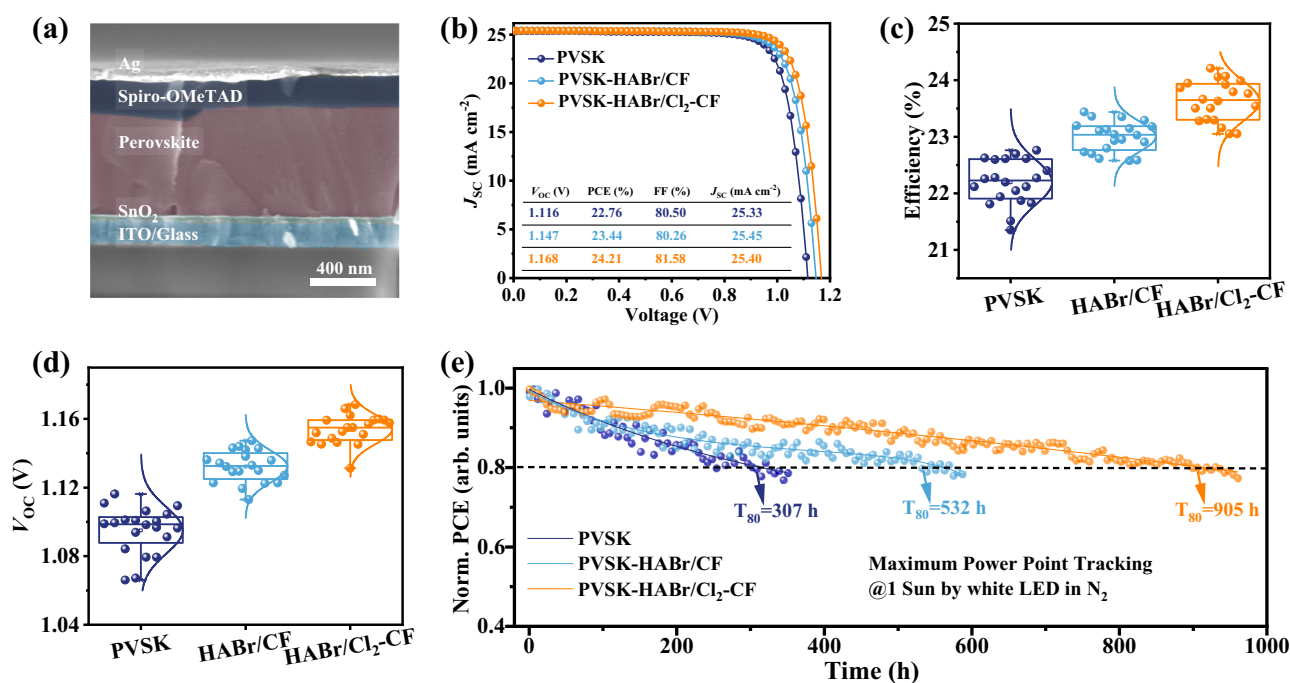 (a)
Ag
Spiro-OMeTAD
Perovskite
SnO₂
ITO/Glass
400 nm
(b)
25
20
15
10
5
0
J_SC (mA cm⁻²)
PVSK
PVSK-HABr/CF
PVSK-HABr/Cl₂-CF
V_OC (V) PCE (%) FF (%) J_SC (mA cm⁻²)
1.116 22.76 80.50 25.33
1.147 23.44 80.26 25.45
1.168 24.21 81.58 25.40
0.0 0.2 0.4 0.6 0.8 1.0 1.2
Voltage (V)
(c)
25
24
23
22
21
Efficiency (%)
PVSK HABr/CF HABr/Cl₂-CF
(d)
1.16
1.12
1.08
1.04
V_OC (V)
PVSK HABr/CF HABr/Cl₂-CF
(e)
1.0
0.8
0.6
0.4
Norm. PCE (arb. units)
T₈₀=307 h
T₈₀=532 h
T₈₀=905 h
PVSK
PVSK-HABr/CF
PVSK-HABr/Cl₂-CF
Maximum Power Point Tracking
@1 Sun by white LED in N₂
0 200 400 600 800 1000
Time (h)